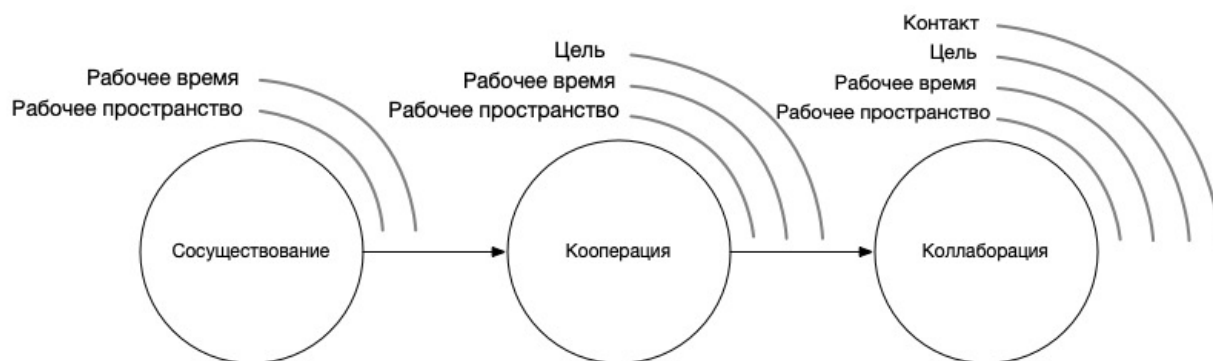 Рабочее время
Рабочее пространство
Сосуществование
Цель
Рабочее время
Рабочее пространство
Кооперация
Контакт
Цель
Рабочее время
Рабочее пространство
Коллаборация